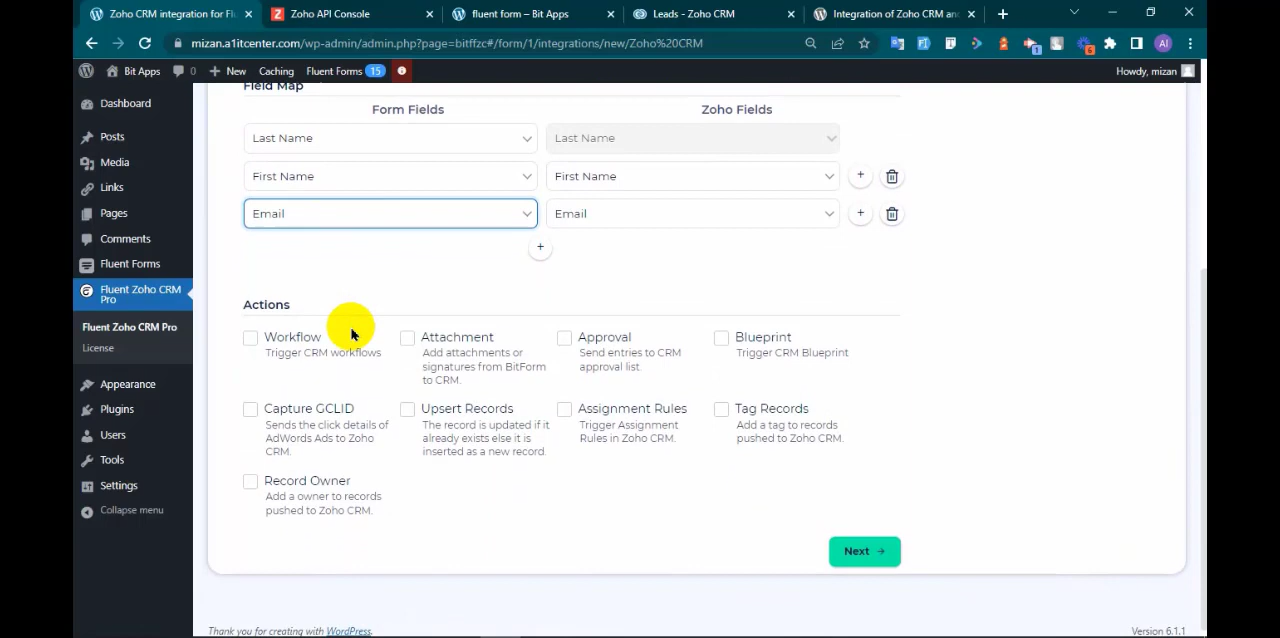 Zoho CRM integration for Flu
Zoho API Console
fluent form – Bit Apps
Leads - Zoho CRM
Integration of Zoho CRM and
mizan.a1itcenter.com/wp-admin/admin.php?page=bitffzc#/form/1/integrations/new/Zoho%20CRM
Bit Apps
0
New
Caching
Fluent Forms 15
Howdy, mizan
Dashboard
Posts
Media
Links
Pages
Comments
Fluent Forms
Fluent Zoho CRM
Pro
Fluent Zoho CRM Pro
License
Appearance
Plugins
Users
Tools
Settings
Collapse menu
Field Map
Form Fields
Zoho Fields
Last Name
Last Name
First Name
First Name
Email
Email
Actions
Workflow
Trigger CRM workflows
Attachment
Add attachments or
signatures from BitForm
to CRM.
Approval
Send entries to CRM
approval list.
Blueprint
Trigger CRM Blueprint
Capture GCLID
Sends the click details of
AdWords Ads to Zoho
CRM.
Upsert Records
The record is updated if it
already exists else it is
inserted as a new record.
Assignment Rules
Trigger Assignment
Rules in Zoho CRM.
Tag Records
Add a tag to records
pushed to Zoho CRM.
Record Owner
Add a owner to records
pushed to Zoho CRM.
Next
Thank you for creating with WordPress.
Version 6.1.1